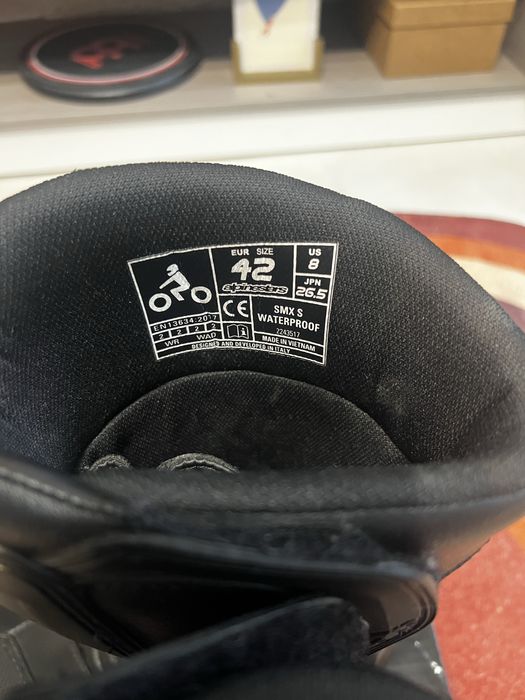 EUR SIZE
42
alpinestars
US
8
JPN
26.5
EN13634:2017
2 2 2 2
WR WAD
CE
SMX S
WATERPROOF
2243517
MADE IN VIETNAM
DESIGNED AND DEVELOPED IN ITALY